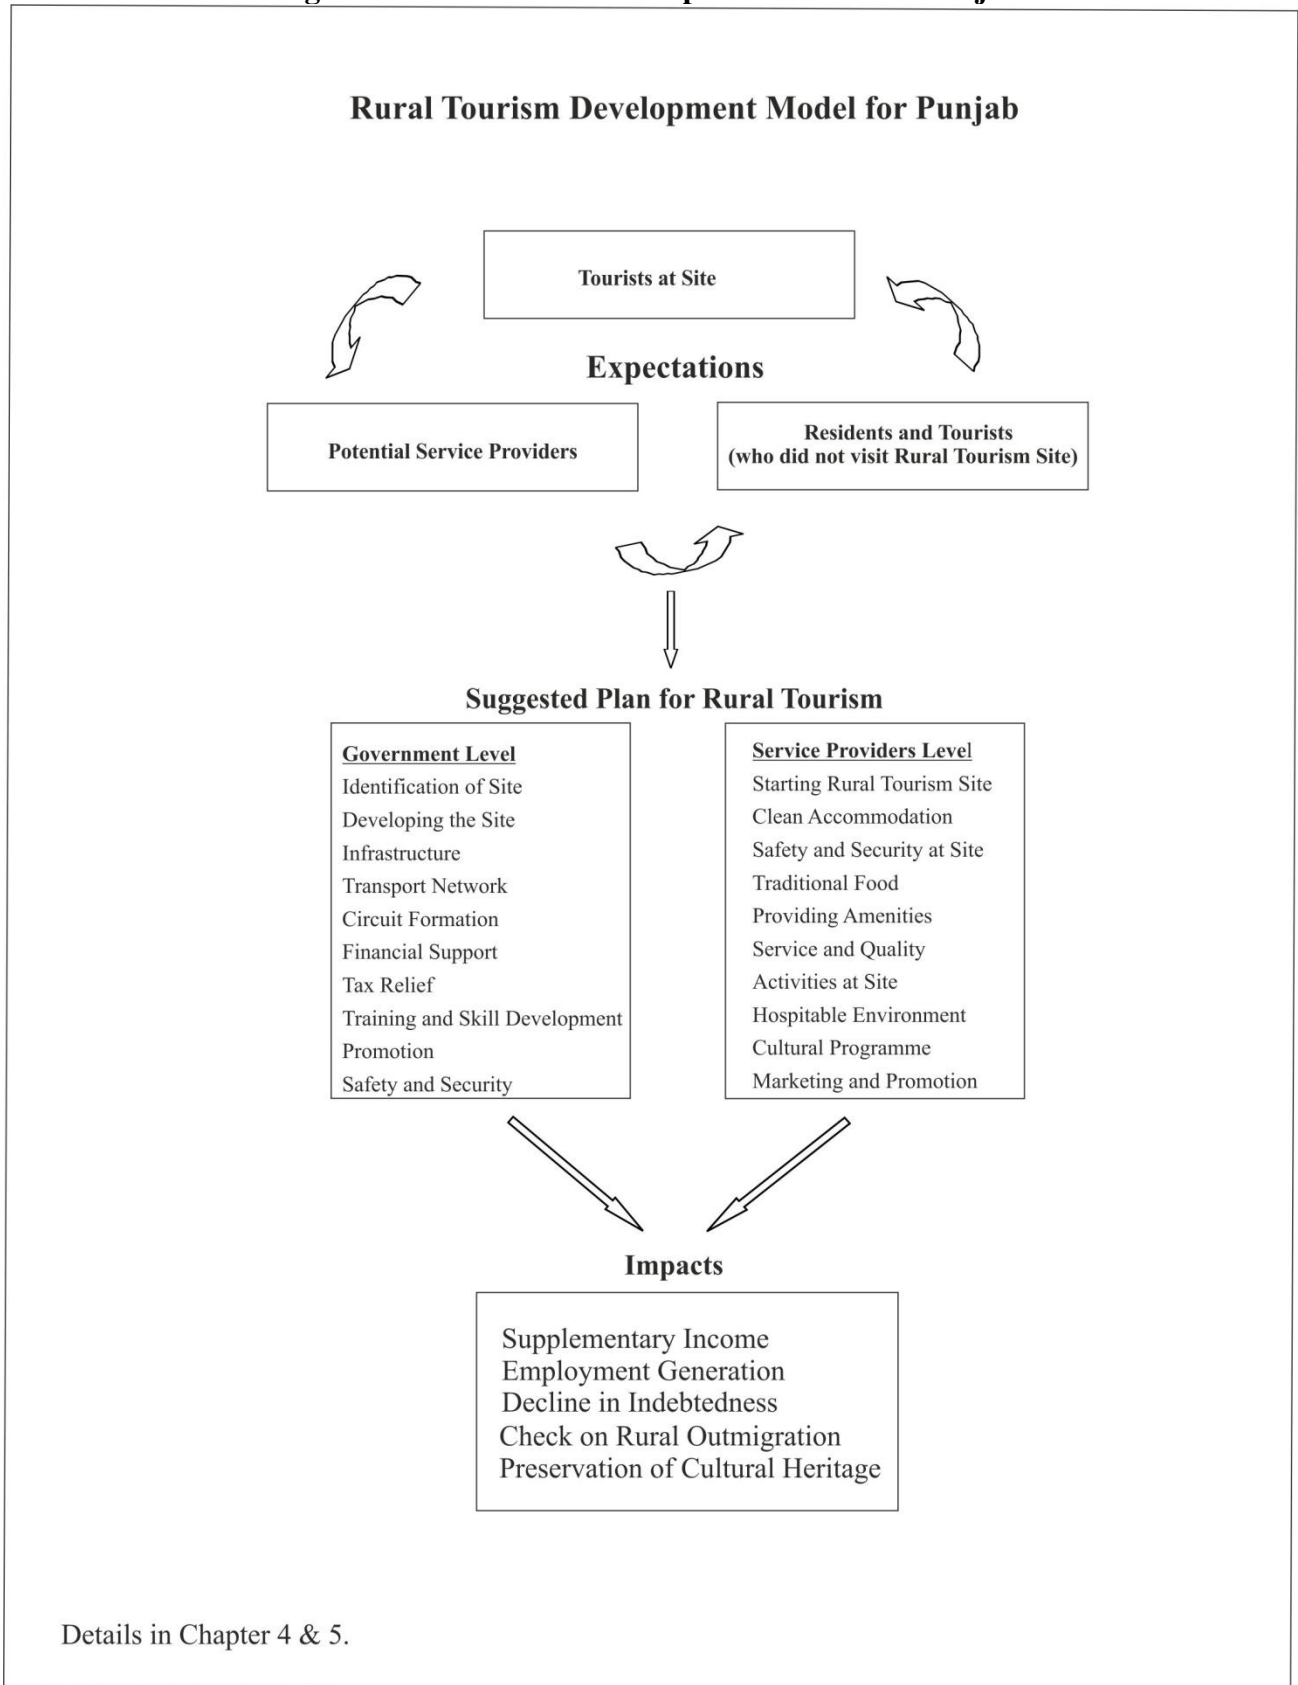 Rural Tourism Development Model for Punjab
Tourists at Site
Expectations
Potential Service Providers
Residents and Tourists
(who did not visit Rural Tourism Site)
Suggested Plan for Rural Tourism
Government Level
Identification of Site
Developing the Site
Infrastructure
Transport Network
Circuit Formation
Financial Support
Tax Relief
Training and Skill Development
Promotion
Safety and Security
Service Providers Level
Starting Rural Tourism Site
Clean Accommodation
Safety and Security at Site
Traditional Food
Providing Amenities
Service and Quality
Activities at Site
Hospitable Environment
Cultural Programme
Marketing and Promotion
Impacts
Supplementary Income
Employment Generation
Decline in Indebtedness
Check on Rural Outmigration
Preservation of Cultural Heritage
Details in Chapter 4 & 5.